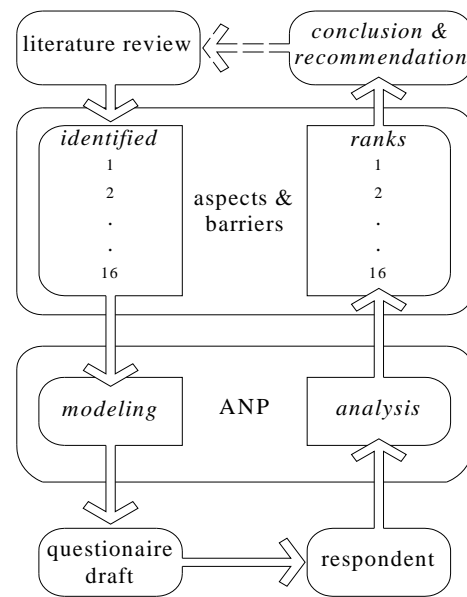 literature review
conclusion &
recommendation
identified
1
2
.
.
16
aspects &
barriers
ranks
1
2
.
.
16
modeling
ANP
analysis
questionaire
draft
respondent